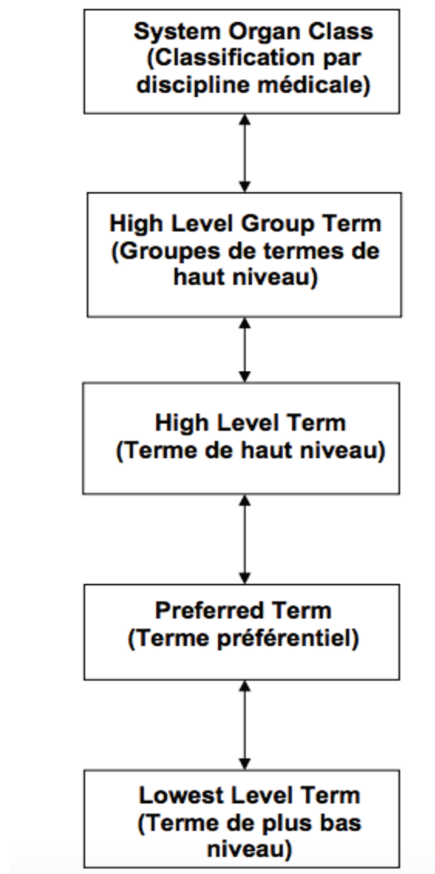 System Organ Class
(Classification par
discipline médicale)
High Level Group Term
(Groupes de termes de
haut niveau)
High Level Term
(Terme de haut niveau)
Preferred Term
(Terme préférentiel)
Lowest Level Term
(Terme de plus bas
niveau)